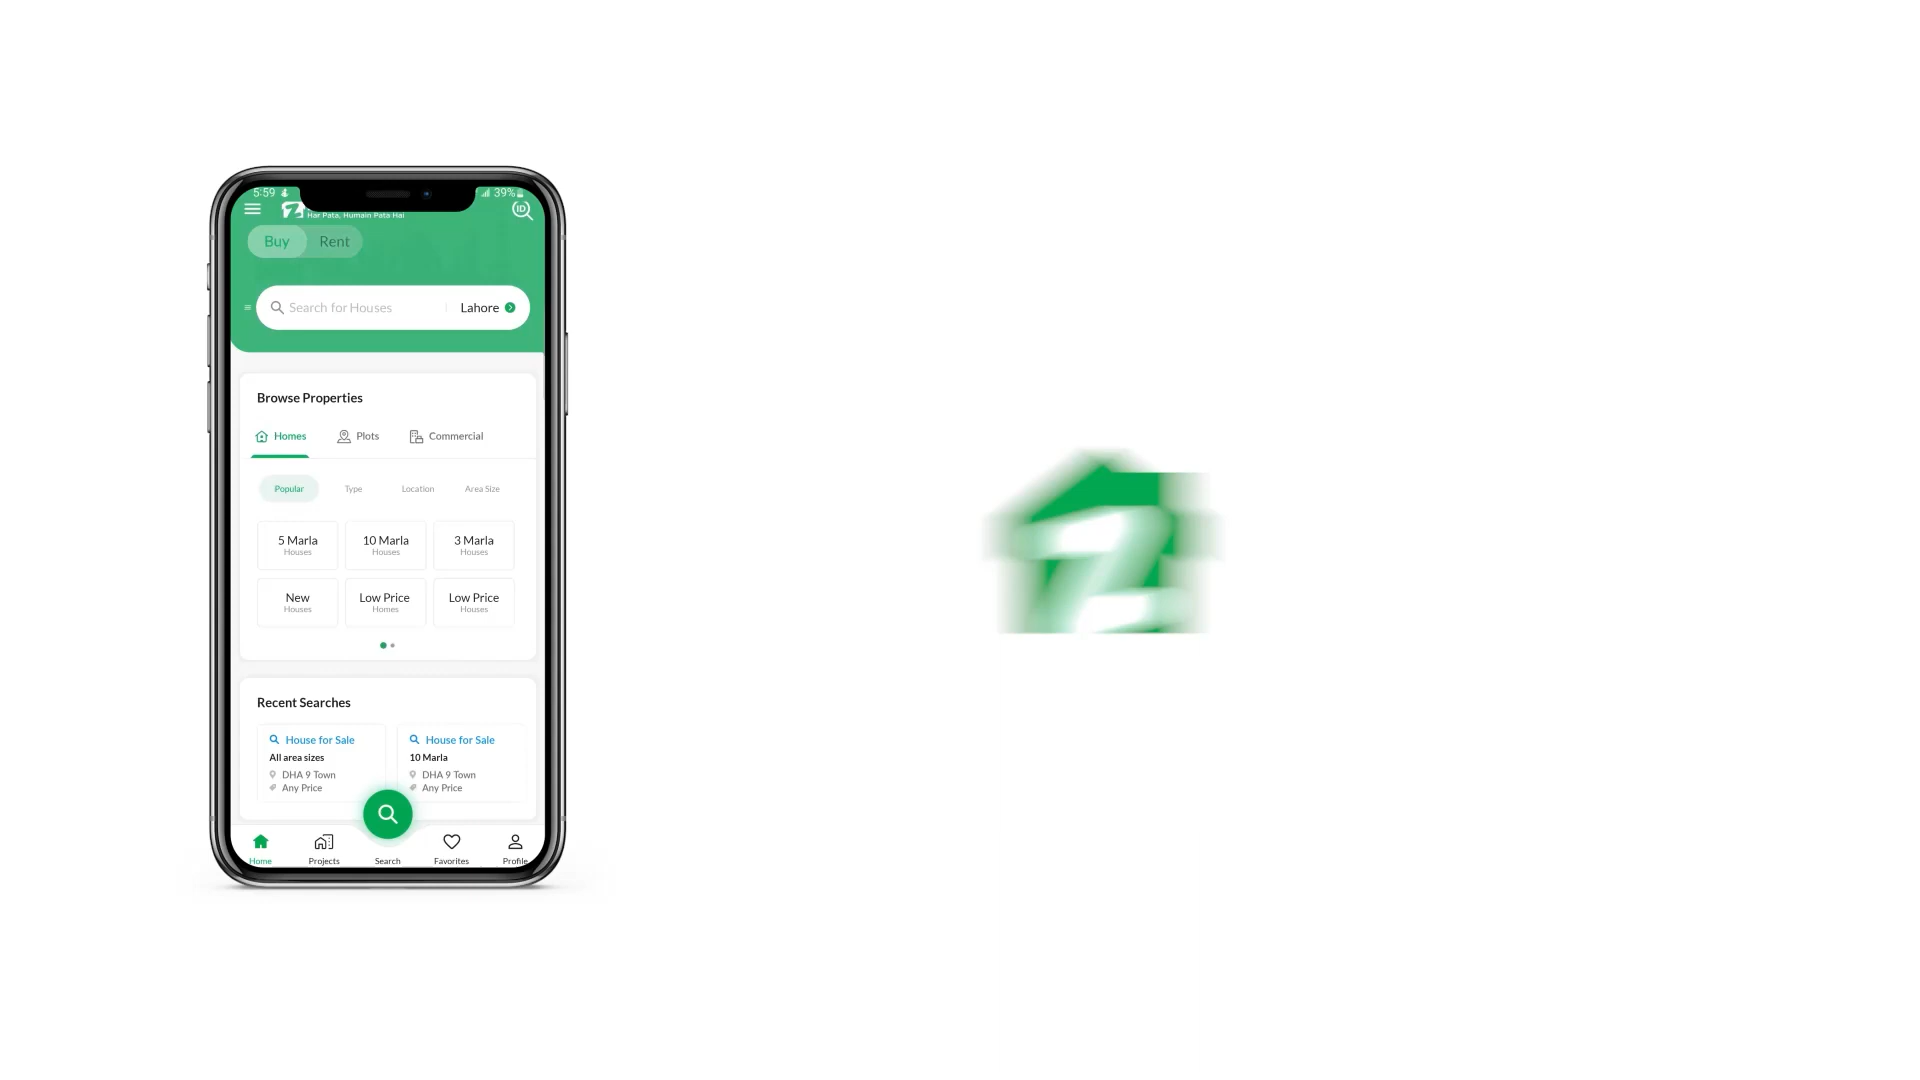 5:59 39%
Har Pata, Humain Pata Hai
ID
Buy Rent
Search for Houses Lahore
Browse Properties
Homes Plots Commercial
Popular Type Location Area Size
5 Marla 10 Marla 3 Marla
Houses Houses Houses
New Low Price Low Price
Houses Homes Houses
Recent Searches
House for Sale House for Sale
All area sizes 10 Marla
DHA 9 Town DHA 9 Town
Any Price Any Price
Home Projects Search Favorites Profile